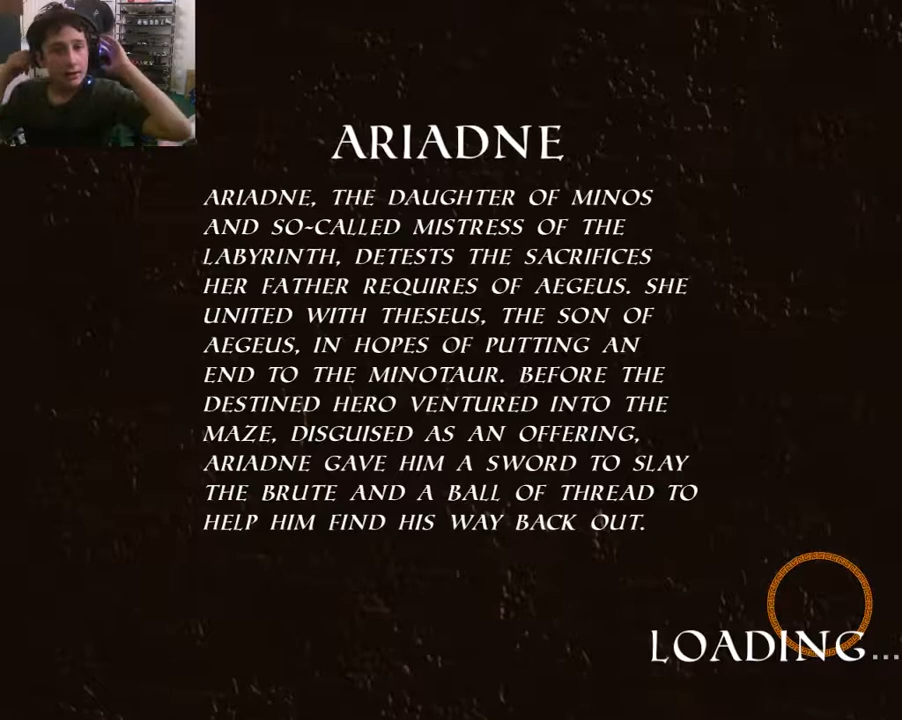 ARIADNE
ARIADNE, THE DAUGHTER OF MINOS
AND SO-CALLED MISTRESS OF THE
LABYRINTH, DETESTS THE SACRIFICES
HER FATHER REQUIRES OF AEGEUS. SHE
UNITED WITH THESEUS, THE SON OF
AEGEUS, IN HOPES OF PUTTING AN
END TO THE MINOTAUR. BEFORE THE
DESTINED HERO VENTURED INTO THE
MAZE, DISGUISED AS AN OFFERING,
ARIADNE GAVE HIM A SWORD TO SLAY
THE BRUTE AND A BALL OF THREAD TO
HELP HIM FIND HIS WAY BACK OUT.
LOADING...